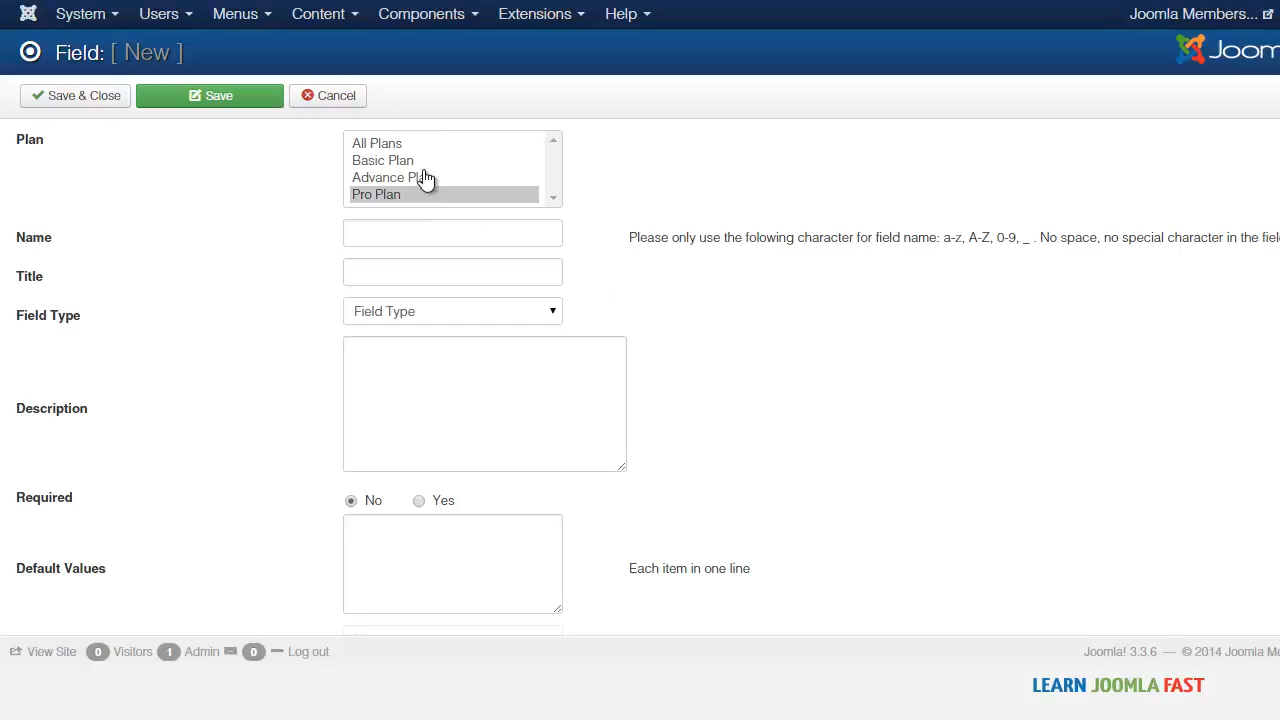 System Users Menus Content Components Extensions Help Joomla Members...
Field: [ New ]
Save & Close Save Cancel
Plan
All Plans
Basic Plan
Advance
Pro Plan
Name
Please only use the folowing character for field name: a-z, A-Z, 0-9, _ . No space, no special character in the
Title
Field Type Field Type
Description
Required No Yes
Default Values Each item in one line
View Site 0 Visitors 1 Admin 0 Log out Joomla! 3.3.6 — © 2014 Joomla
LEARN JOOMLA FAST